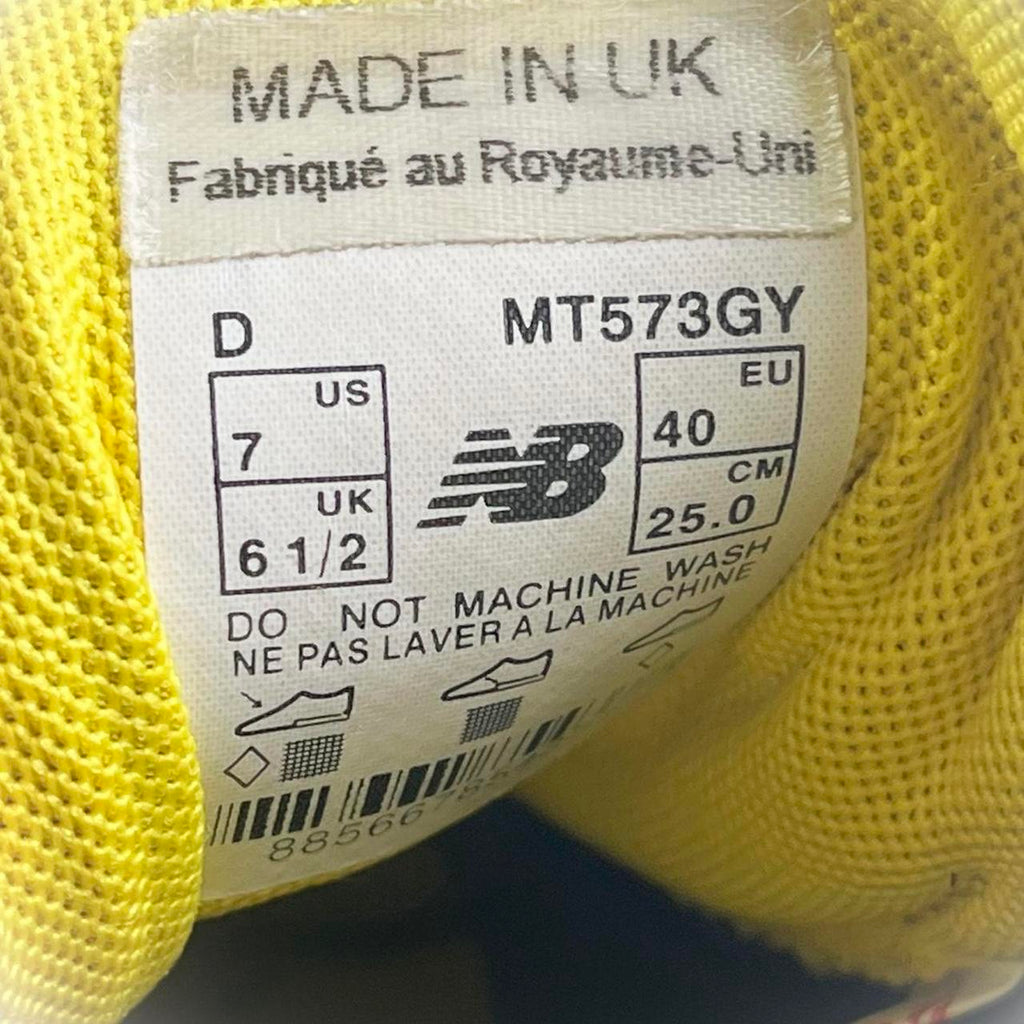 MADE IN UK
Fabriqué au Royaume-Uni
D MT573GY
US
7
UK
6 1/2
NB
EU
40
CM
25.0
DO NOT MACHINE WASH
NE PAS LAVER A LA MACHINE